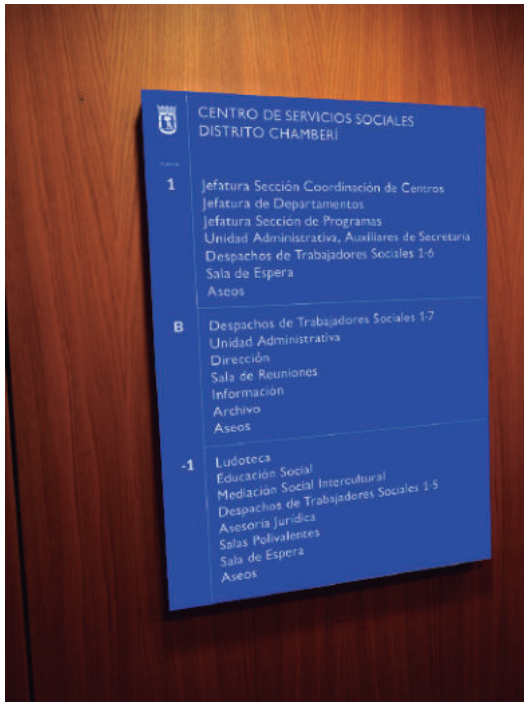 CENTRO DE SERVICIOS SOCIALES
DISTRITO CHAMBERÍ
1
Jefatura Sección Coordinación de Centros
Jefatura de Departamentos
Jefatura Sección de Programas
Unidad Administrativa, Auxiliares de Secretaria
Despachos de Trabajadores Sociales 1-6
Sala de Espera
Aseos
B
Despachos de Trabajadores Sociales 1-7
Unidad Administrativa
Dirección
Sala de Reuniones
Información
Archivo
Aseos
-1
Ludoteca
Educación Social
Mediación Social Intercultural
Despachos de Trabajadores Sociales 1-5
Asesoría Jurídica
Salas Polivalentes
Sala de Espera
Aseos